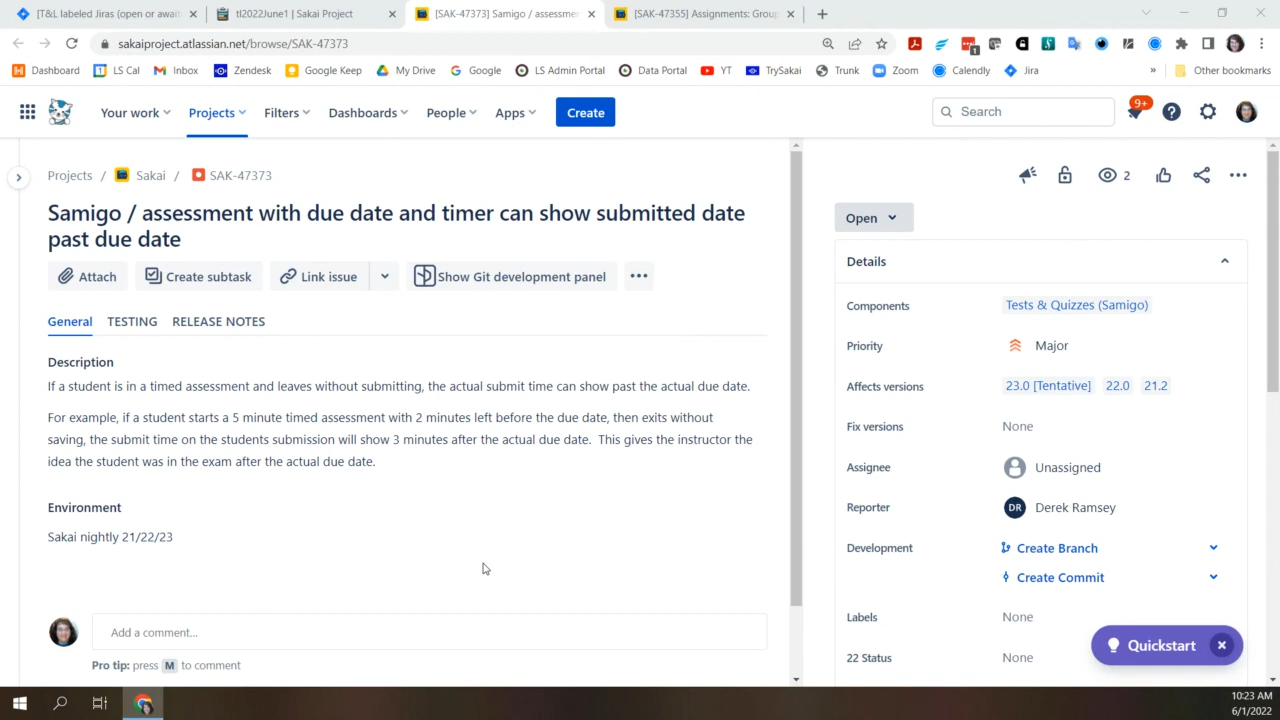 [T&L labeled Jiras (open or await
tl2022June1 | Sakai Project
[SAK-47373] Samigo / assessmen
[SAK-47355] Assignments: Group
sakaiproject.atlassian.net/browse/SAK-47373
Dashboard
LS Cal
Inbox
Zendesk
Google Keep
My Drive
Google
LS Admin Portal
Data Portal
YT
TrySakai
Trunk
Zoom
Calendly
Jira
»
Other bookmarks
Your work
Projects
Filters
Dashboards
People
Apps
Create
Search
9+
Projects / Sakai / SAK-47373
2
Samigo / assessment with due date and timer can show submitted date
past due date
Open
Attach
Create subtask
Link issue
Show Git development panel
General
TESTING
RELEASE NOTES
Description
If a student is in a timed assessment and leaves without submitting, the actual submit time can show past the actual due date.
For example, if a student starts a 5 minute timed assessment with 2 minutes left before the due date, then exits without
saving, the submit time on the students submission will show 3 minutes after the actual due date.  This gives the instructor the
idea the student was in the exam after the actual due date.
Environment
Sakai nightly 21/22/23
Add a comment...
Pro tip: press M to comment
Details
Components
Tests & Quizzes (Samigo)
Priority
Major
Affects versions
23.0 [Tentative] 22.0 21.2
Fix versions
None
Assignee
Unassigned
Reporter
DR Derek Ramsey
Development
Create Branch
Create Commit
Labels
None
Quickstart
22 Status
None
10:23 AM
6/1/2022